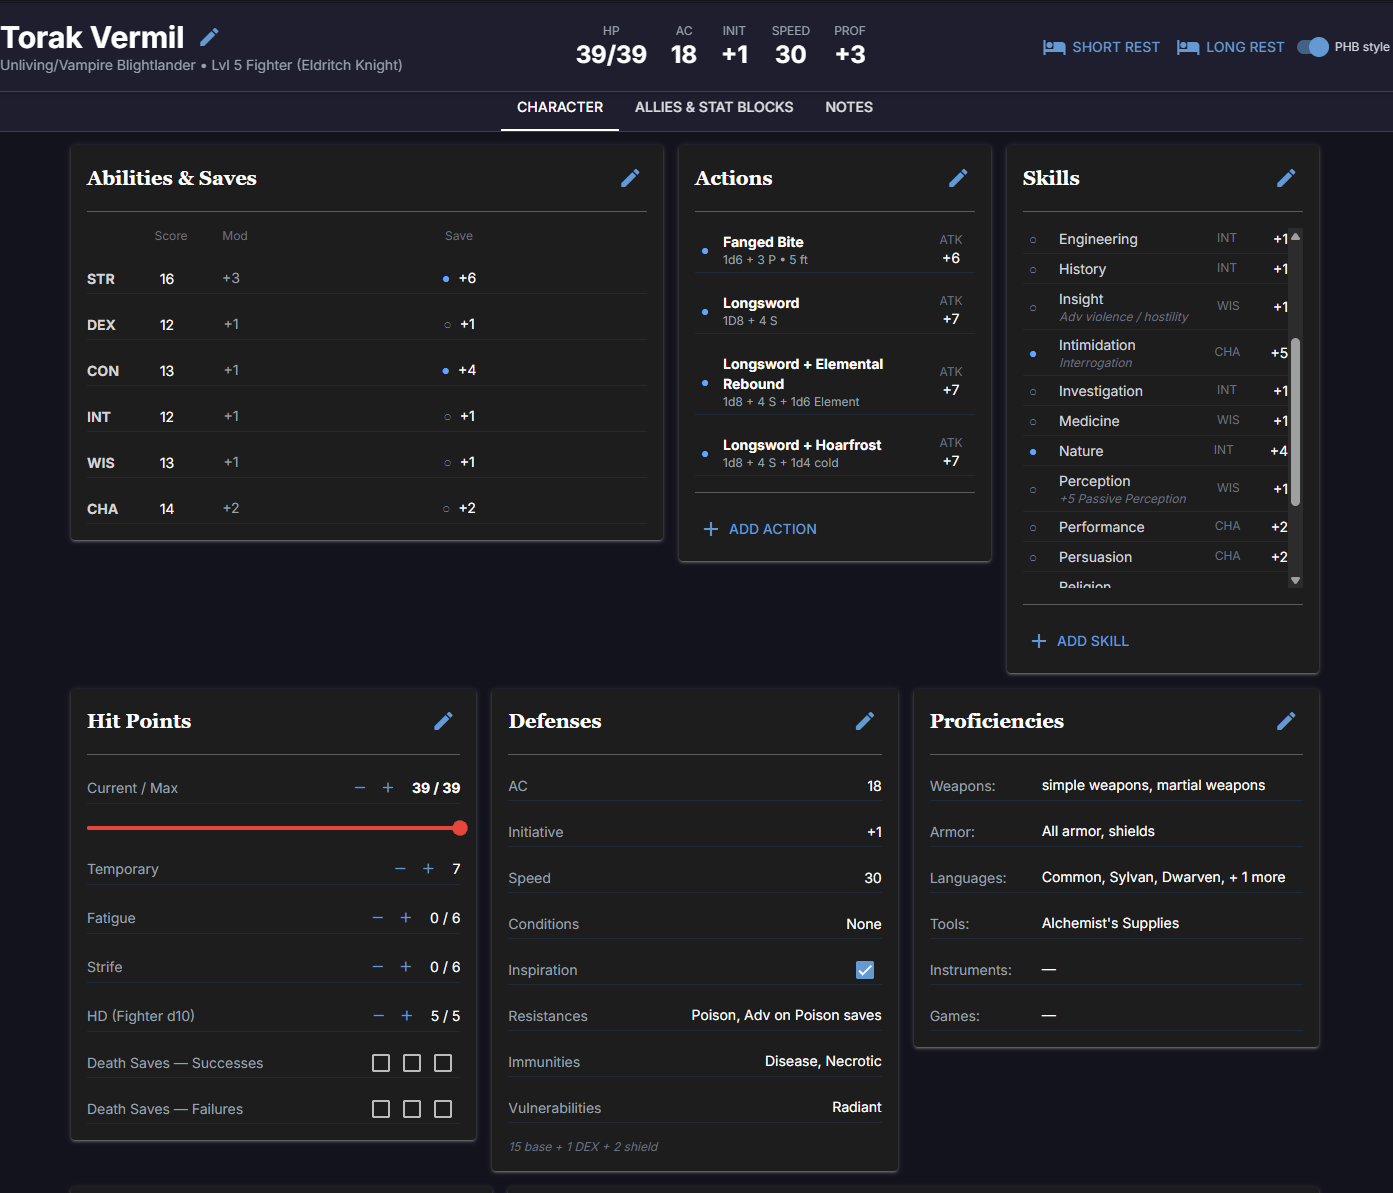 Torak Vermil
Unliving/Vampire Blightlander • Lvl 5 Fighter (Eldritch Knight)
HP AC INIT SPEED PROF
39/39 18 +1 30 +3
SHORT REST LONG REST PHB style
CHARACTER ALLIES & STAT BLOCKS NOTES
Abilities & Saves
Score Mod Save
STR 16 +3 +6
DEX 12 +1 +1
CON 13 +1 +4
INT 12 +1 +1
WIS 13 +1 +1
CHA 14 +2 +2
Actions
Fanged Bite ATK
1d6 + 3 P • 5 ft +6
Longsword ATK
1D8 + 4 S +7
Longsword + Elemental
Rebound ATK
1d8 + 4 S + 1d6 Element +7
Longsword + Hoarfrost ATK
1d8 + 4 S + 1d4 cold +7
+ ADD ACTION
Skills
Engineering INT +1
History INT +1
Insight WIS +1
Adv violence / hostility
Intimidation CHA +5
Interrogation
Investigation INT +1
Medicine WIS +1
Nature INT +4
Perception WIS +1
+5 Passive Perception
Performance CHA +2
Persuasion CHA +2
Religion
+ ADD SKILL
Hit Points
Current / Max − + 39 / 39
Temporary − + 7
Fatigue − + 0 / 6
Strife − + 0 / 6
HD (Fighter d10) − + 5 / 5
Death Saves — Successes
Death Saves — Failures
Defenses
AC 18
Initiative +1
Speed 30
Conditions None
Inspiration
Resistances Poison, Adv on Poison saves
Immunities Disease, Necrotic
Vulnerabilities Radiant
15 base + 1 DEX + 2 shield
Proficiencies
Weapons: simple weapons, martial weapons
Armor: All armor, shields
Languages: Common, Sylvan, Dwarven, + 1 more
Tools: Alchemist's Supplies
Instruments: —
Games: —